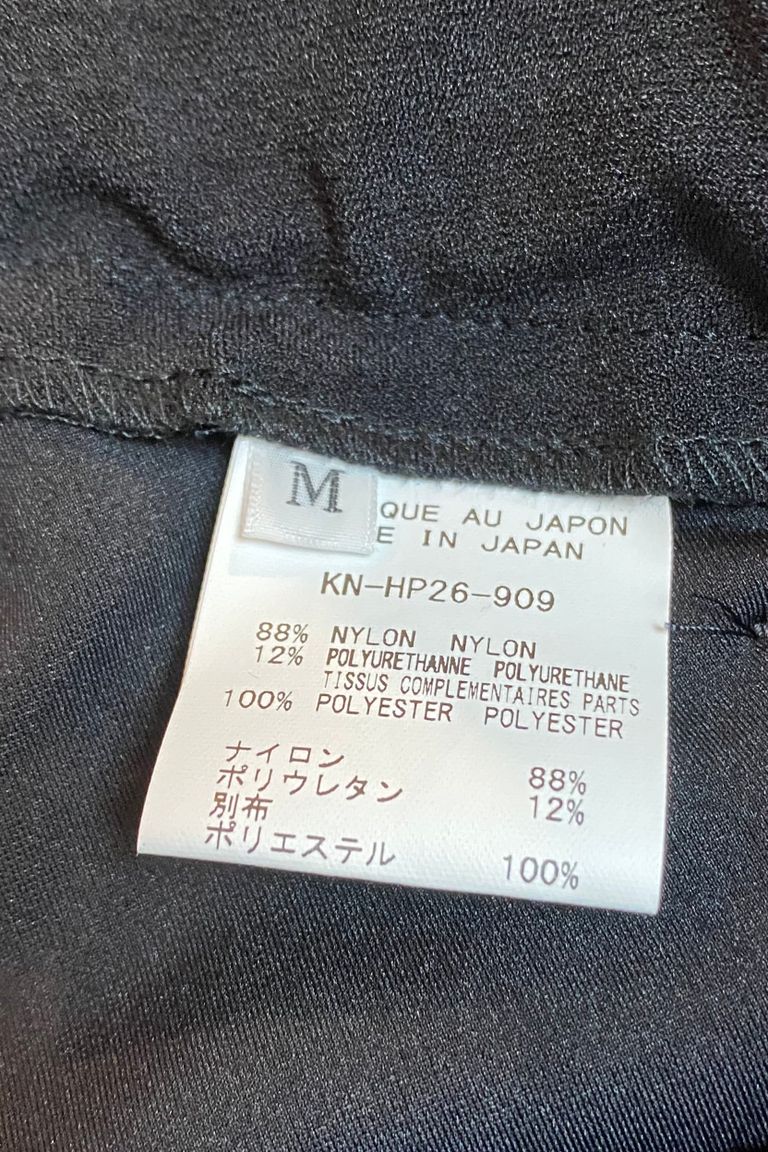 M
QUE AU JAPON
E IN JAPAN
KN-HP26-909
88% NYLON NYLON
12% POLYURETHANNE POLYURETHANE
TISSUS COMPLEMENTAIRES PARTS
100% POLYESTER POLYESTER
ナイロン 88%
ポリウレタン 12%
別布
ポリエステル 100%